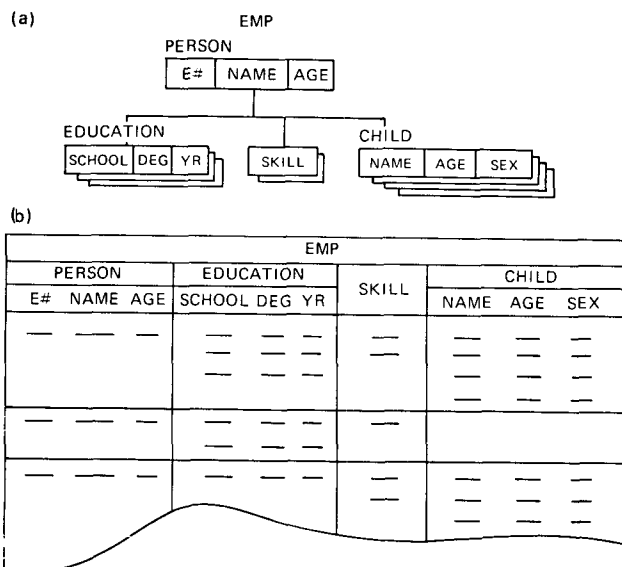 (a)
EMP
PERSON
E# NAME AGE
EDUCATION
CHILD
SCHOOL DEG YR
SKILL
NAME AGE SEX
(b)
EMP
PERSON EDUCATION SKILL CHILD
E# NAME AGE SCHOOL DEG YR NAME AGE SEX